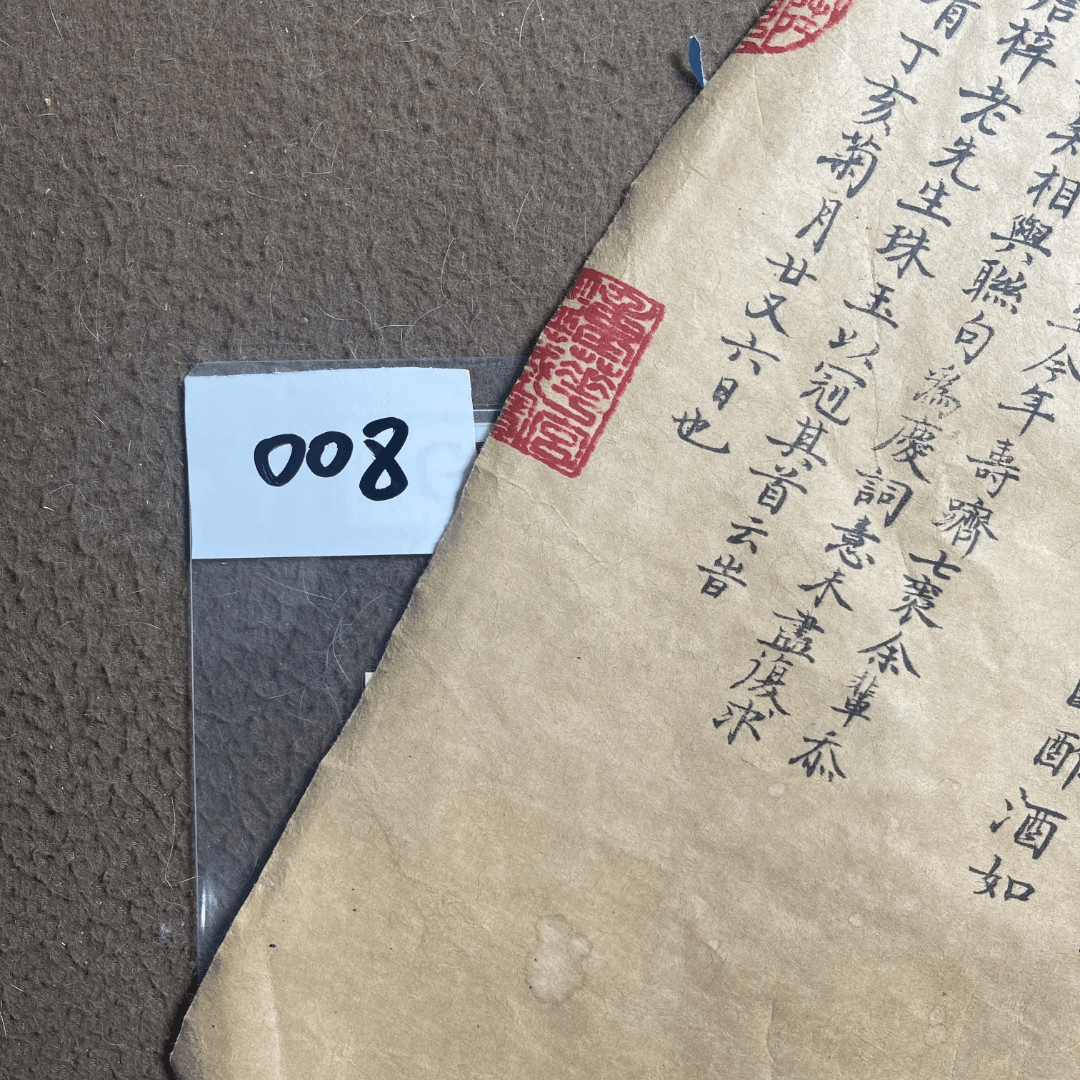 008
酒如
今年壽躋七袠余輩忝
相與聯句為慶詞意未盡復求
梓老先生珠玉以冠其首云旹
有丁亥菊月廿又六日也